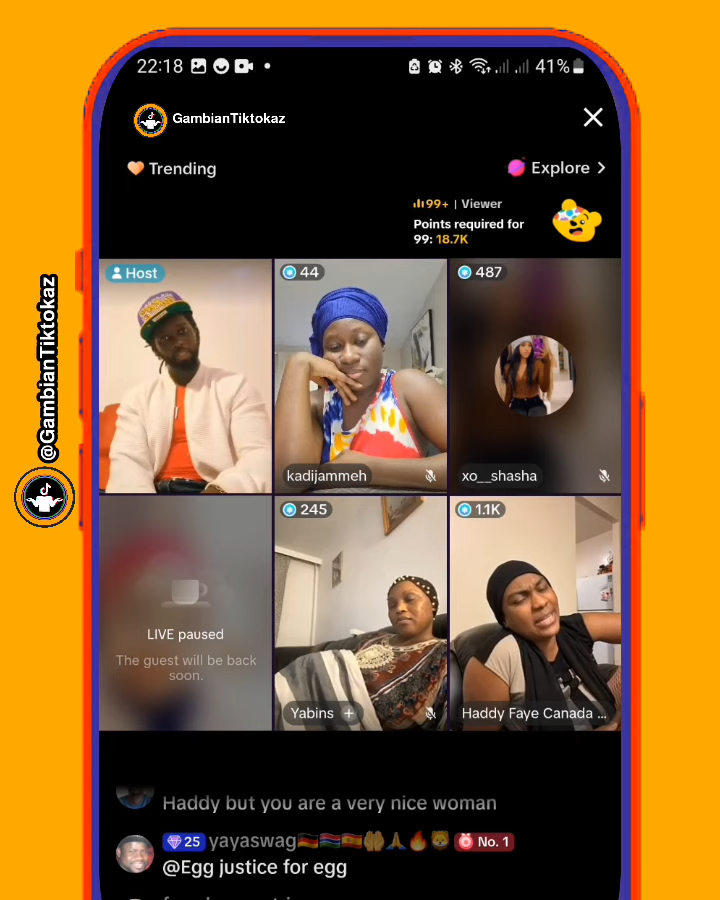 22:18
41%
GambianTiktokaz
Trending
Explore
99+ | Viewer
Points required for
99: 18.7K
Host
44
487
kadijammeh
xo__shasha
@GambianTiktokaz
245
1.1K
LIVE paused
The guest will be back
soon.
Yabins +
Haddy Faye Canada ...
Haddy but you are a very nice woman
25 yayaswag🇩🇪🇬🇲🇪🇸🤲🙏🔥🦁 No. 1
@Egg justice for egg